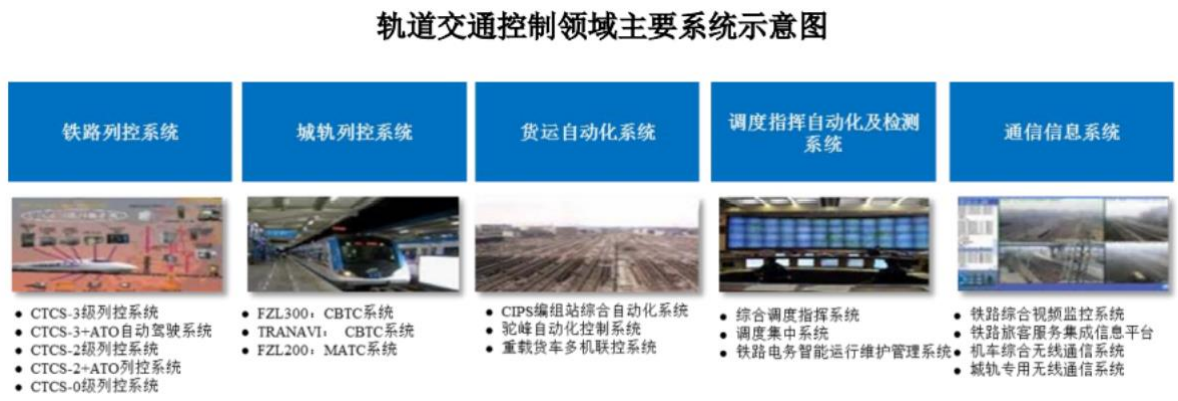 轨道交通控制领域主要系统示意图
铁路列控系统
城轨列控系统
货运自动化系统
调度指挥自动化及检测
系统
通信信息系统
● CTCS-3级列控系统
● CTCS-3+ATO自动驾驶系统
● CTCS-2级列控系统
● CTCS-2+ATO列控系统
● CTCS-0级列控系统
● FZL300：CBTC系统
● TRANAVI： CBTC系统
● FZL200：MATC系统
● CIPS编组站综合自动化系统
● 驼峰自动化控制系统
● 重载货车多机联控系统
● 综合调度指挥系统
● 调度集中系统
● 铁路电务智能运行维护管理系统
● 铁路综合视频监控系统
● 铁路旅客服务集成信息平台
● 机车综合无线通信系统
● 城轨专用无线通信系统